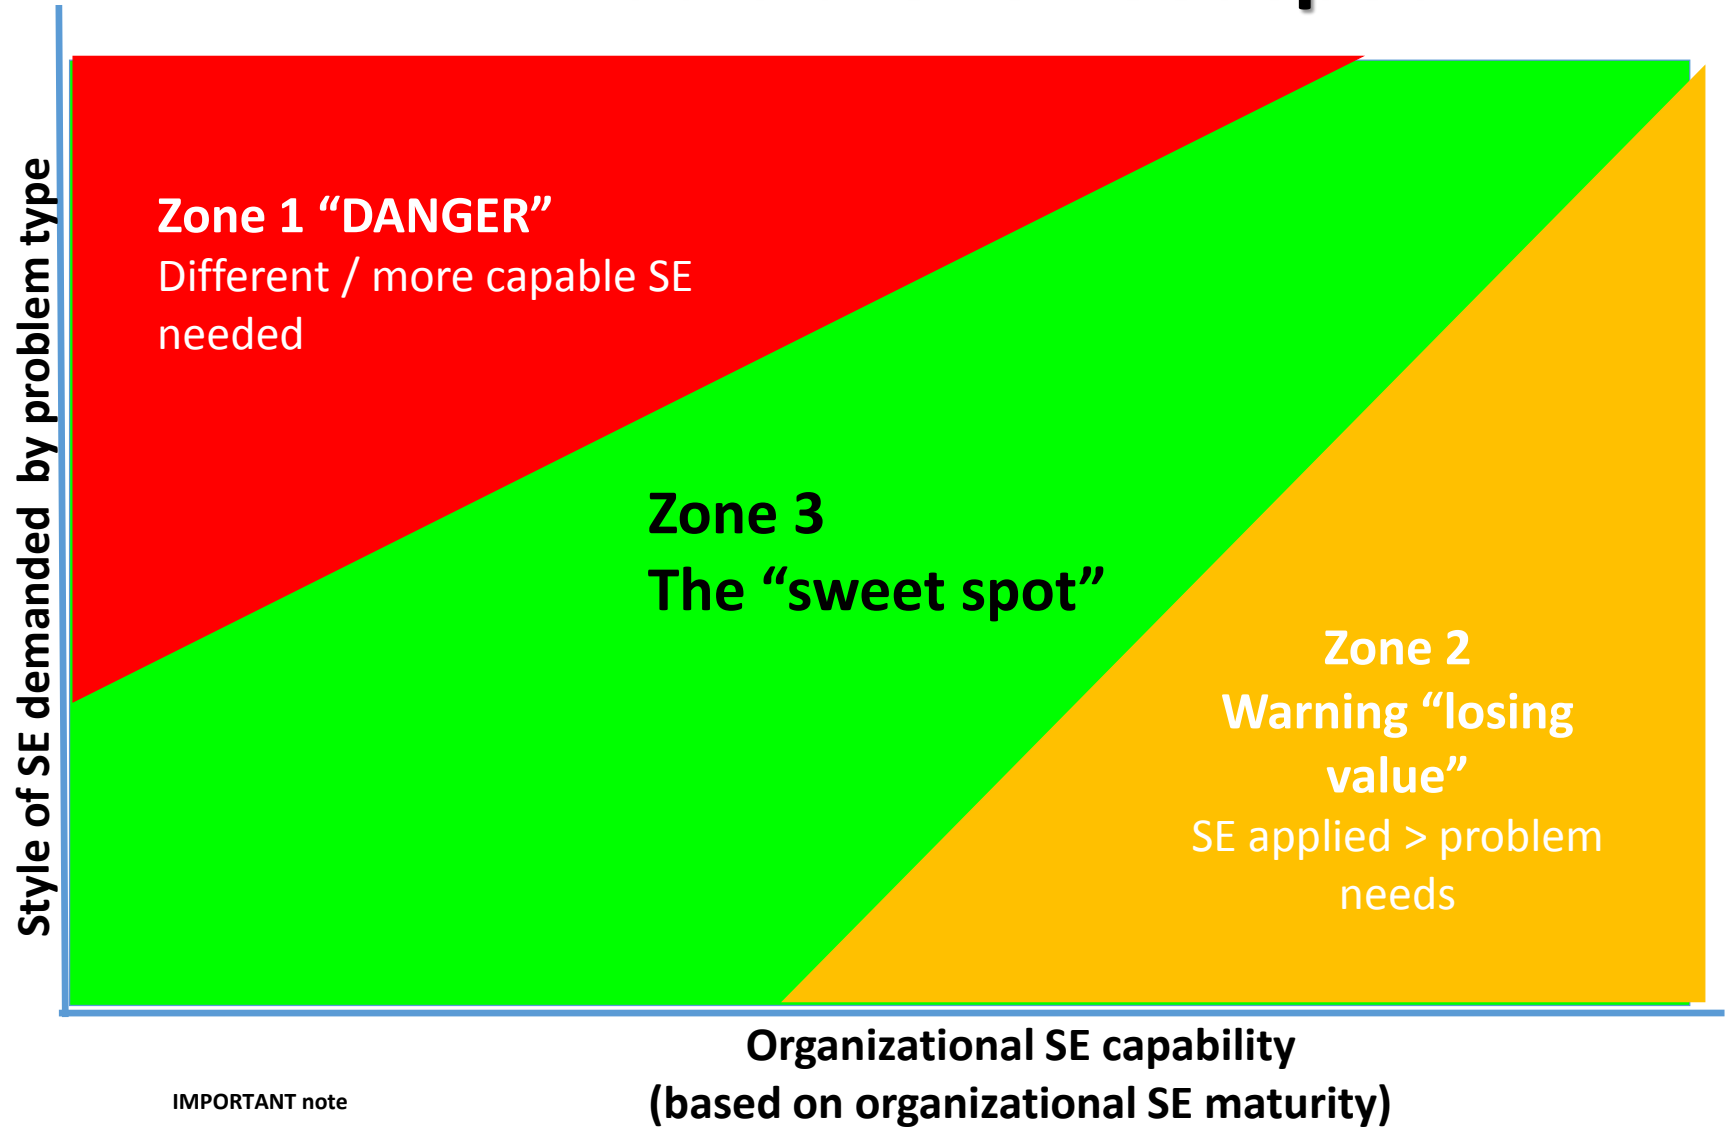 Style of SE demanded  by problem type
Zone 1 “DANGER”
Different / more capable SE
needed
Zone 3
The “sweet spot”
Zone 2
Warning “losing
value”
SE applied > problem
needs
Organizational SE capability
(based on organizational SE maturity)
IMPORTANT note